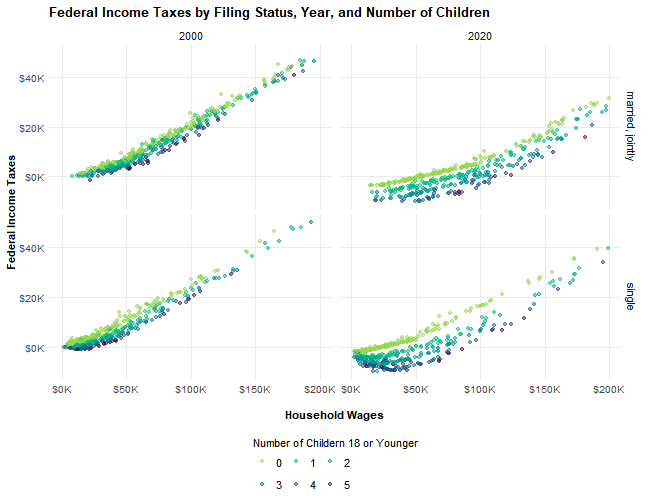 Federal Income Taxes by Filing Status, Year, and Number of Children
2000
2020
$40K
$20K
$0K
married, jointly
$40K
$20K
$0K
single
Federal Income Taxes
$0K $50K $100K $150K $200K $0K $50K $100K $150K $200K
Household Wages
Number of Childern 18 or Younger
0 1 2
3 4 5